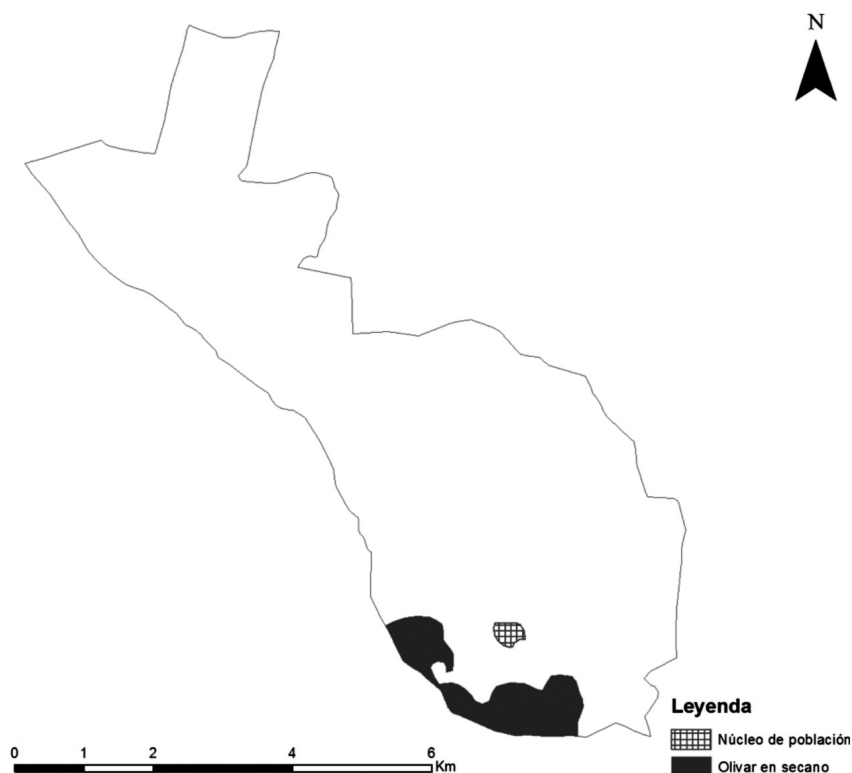 N
Leyenda
Núcleo de población
Olivar en secano
0 1 2 4 6
Km